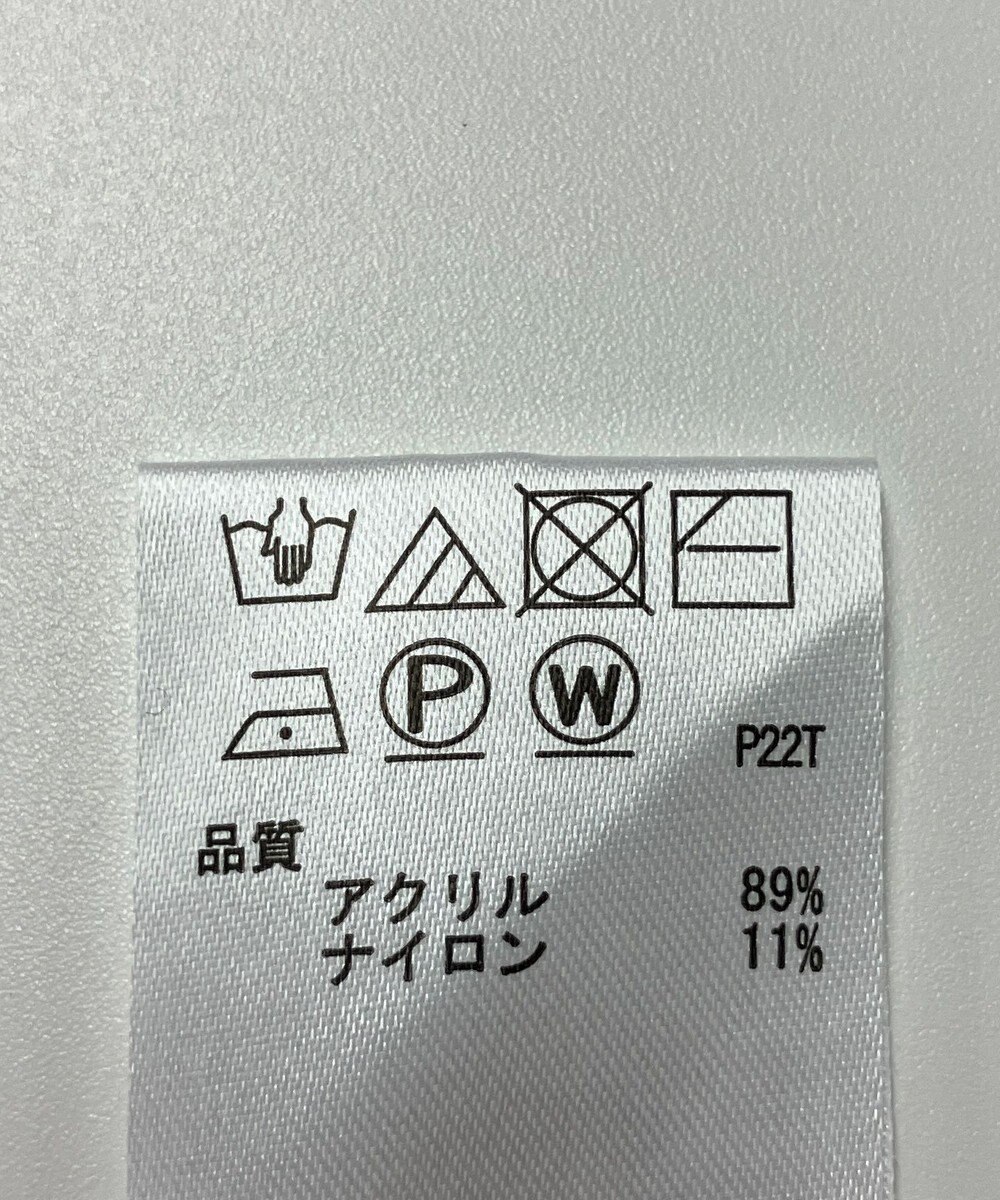 P W
P22T
品質
アクリル 89%
ナイロン 11%